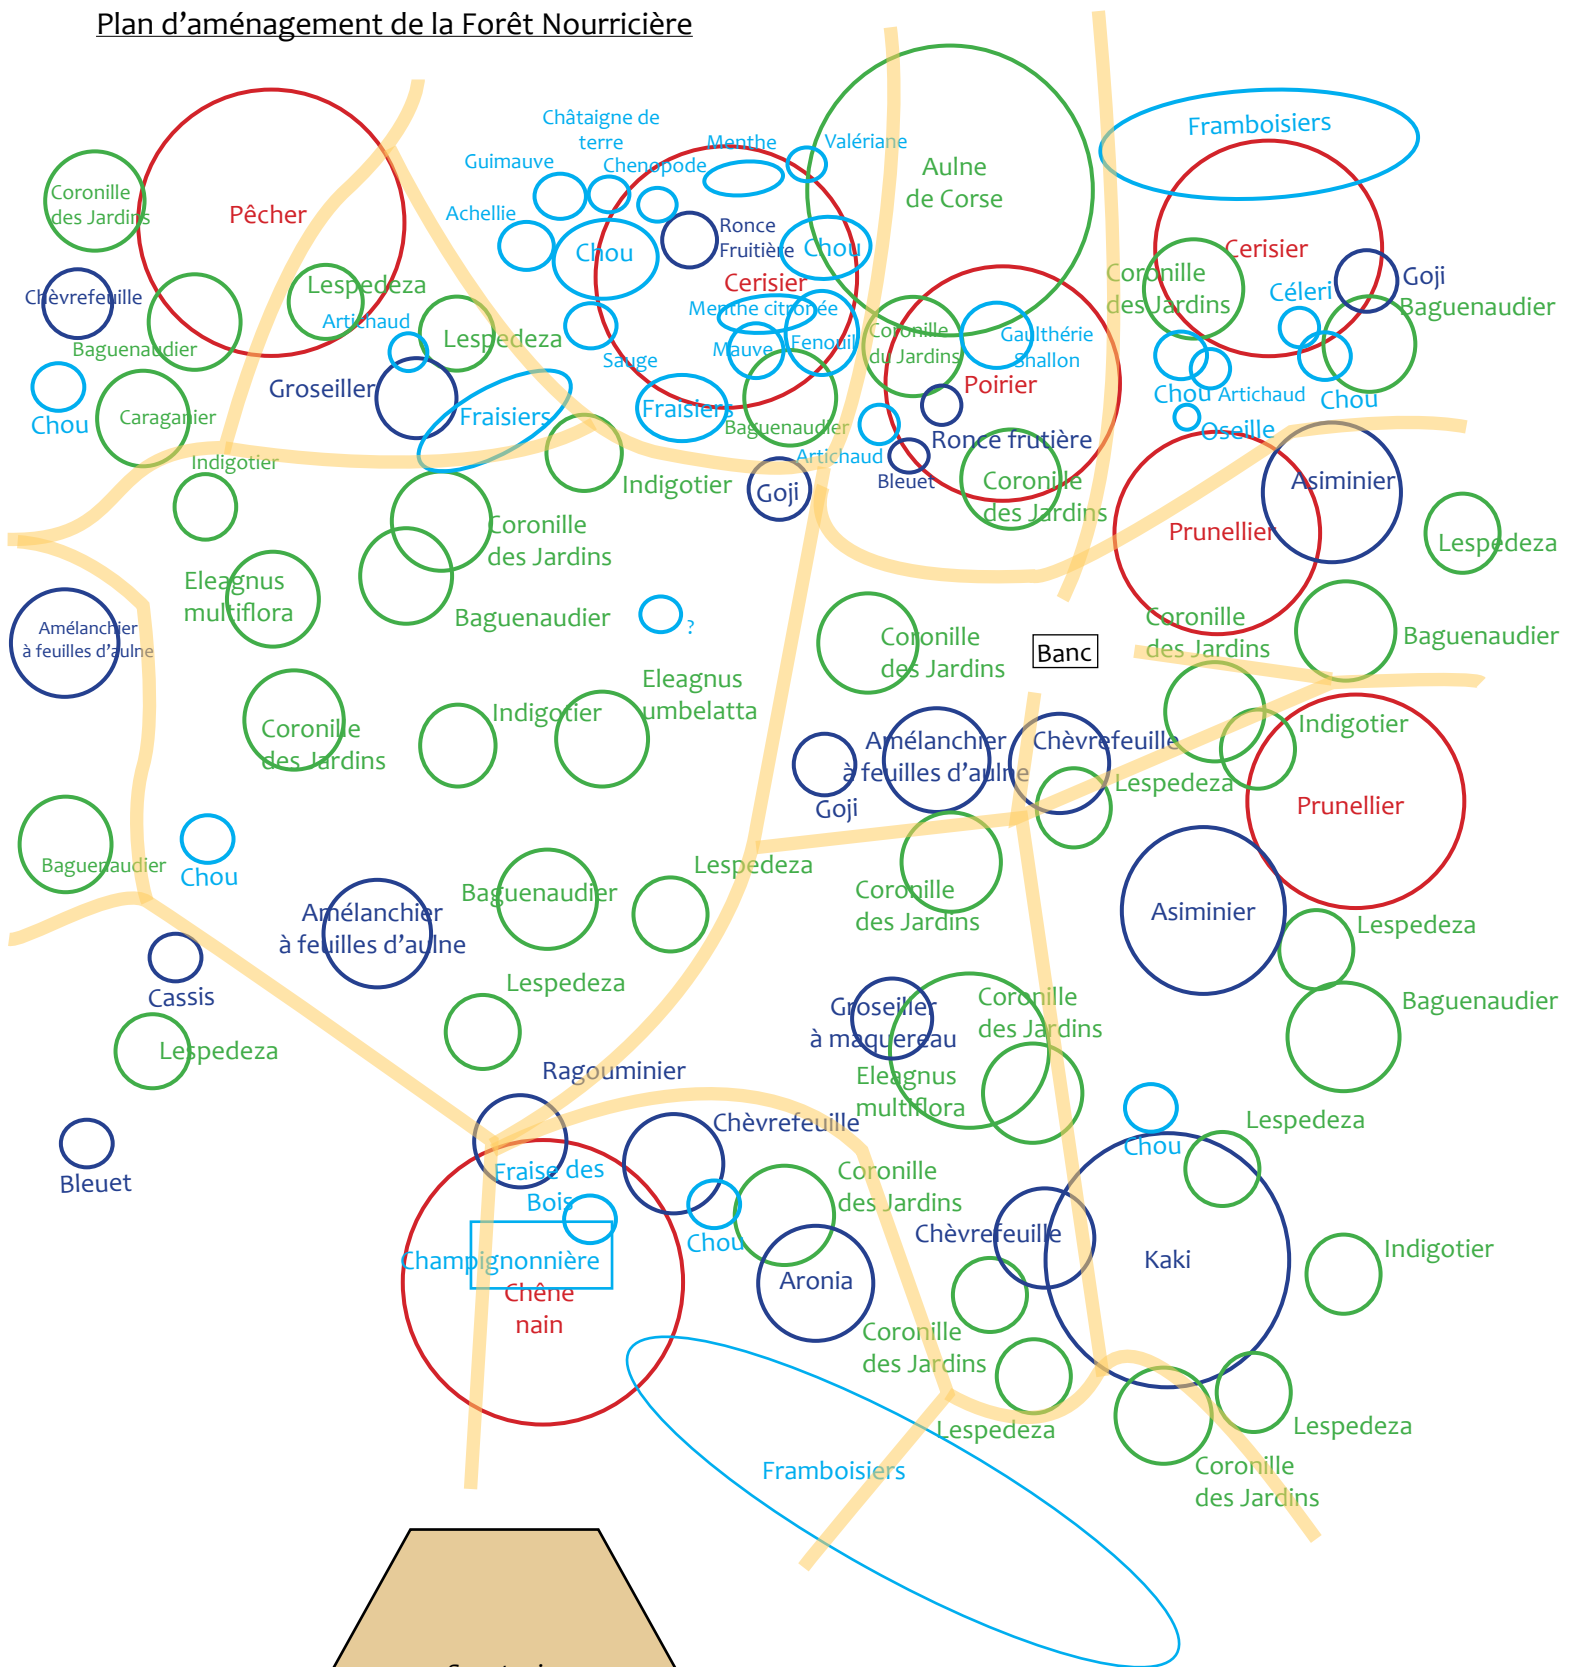 Plan d'aménagement de la Forêt Nourricière
Châtaigne de
terre
Menthe
Valériane
Framboisiers
Guimauve
Chenopode
Aulne
de Corse
Coronille
des Jardins
Pêcher
Achellie
Ronce
Fruitière
Chou
Chou
Cerisier
Cerisier
Coronille
des Jardins
Goji
Céleri
Baguenaudier
Chèvrefeuille
Lespedeza
Artichaud
Menthe citronée
Lespedeza
Baguenaudier
Sauge
Mauve
Fenouil
Coronille
du Jardins
Gaulthérie
Shallon
Poirier
Groseiller
Chou
Artichaud
Chou
Chou
Caraganier
Fraisiers
Fraisiers
Baguenaudier
Oseille
Ronce frutière
Artichaud
Bleuet
Indigotier
Indigotier
Goji
Coronille
des Jardins
Asiminier
Prunellier
Lespedeza
Coronille
des Jardins
Eleagnus
multiflora
Baguenaudier
?
Amélanchier
à feuilles d'aulne
Coronille
des Jardins
Banc
Coronille
des Jardins
Baguenaudier
Eleagnus
umbelatta
Indigotier
Coronille
des Jardins
Amélanchier
à feuilles d'aulne
Chèvrefeuille
Indigotier
Goji
Lespedeza
Prunellier
Baguenaudier
Chou
Lespedeza
Baguenaudier
Coronille
des Jardins
Amélanchier
à feuilles d'aulne
Asiminier
Lespedeza
Cassis
Lespedeza
Groseiller
à maquereau
Coronille
des Jardins
Baguenaudier
Lespedeza
Ragouminier
Eleagnus
multiflora
Chèvrefeuille
Lespedeza
Chou
Bleuet
Fraise des
Bois
Coronille
des Jardins
Chou
Chèvrefeuille
Champignonnière
Kaki
Indigotier
Aronia
Chêne
nain
Coronille
des Jardins
Lespedeza
Lespedeza
Framboisiers
Coronille
des Jardins